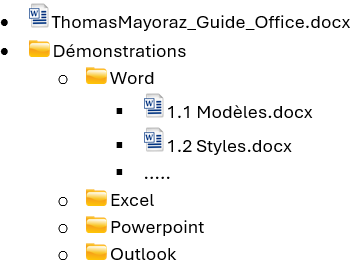 ThomasMayoraz_Guide_Office.docx
Démonstrations
Word
1.1 Modèles.docx
1.2 Styles.docx
.....
Excel
Powerpoint
Outlook